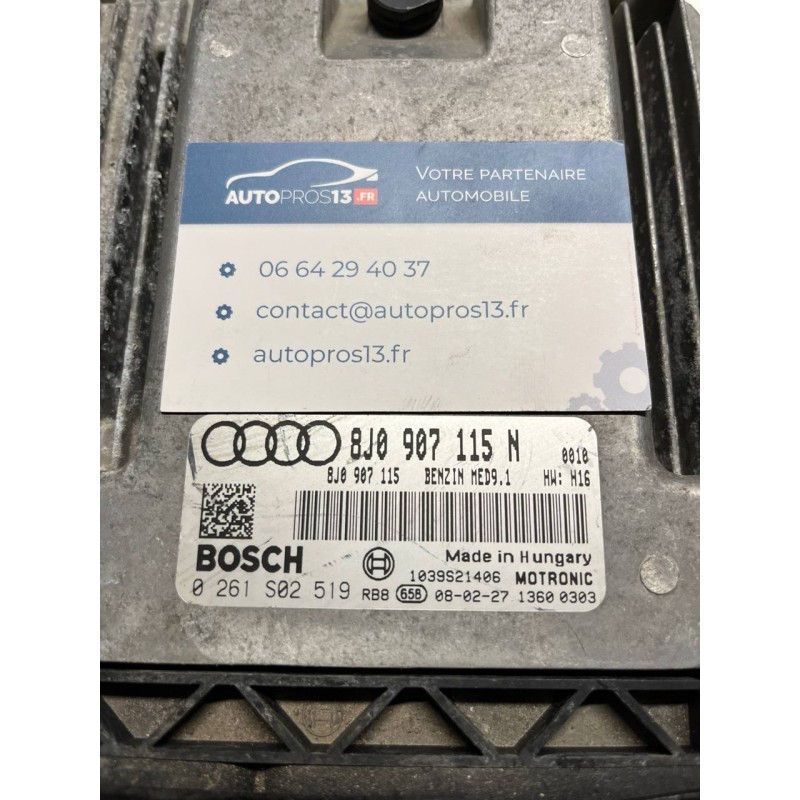 VOTRE PARTENAIRE
AUTOMOBILE
AUTOPROS13.FR
06 64 29 40 37
contact@autopros13.fr
autopros13.fr
8J0 907 115 N 0010
8J0 907 115 BENZIN MED9.1 HW: H16
BOSCH Made in Hungary
1039S21406 MOTRONIC
0 261 S02 519 RB8 658 08-02-27 1360 0303